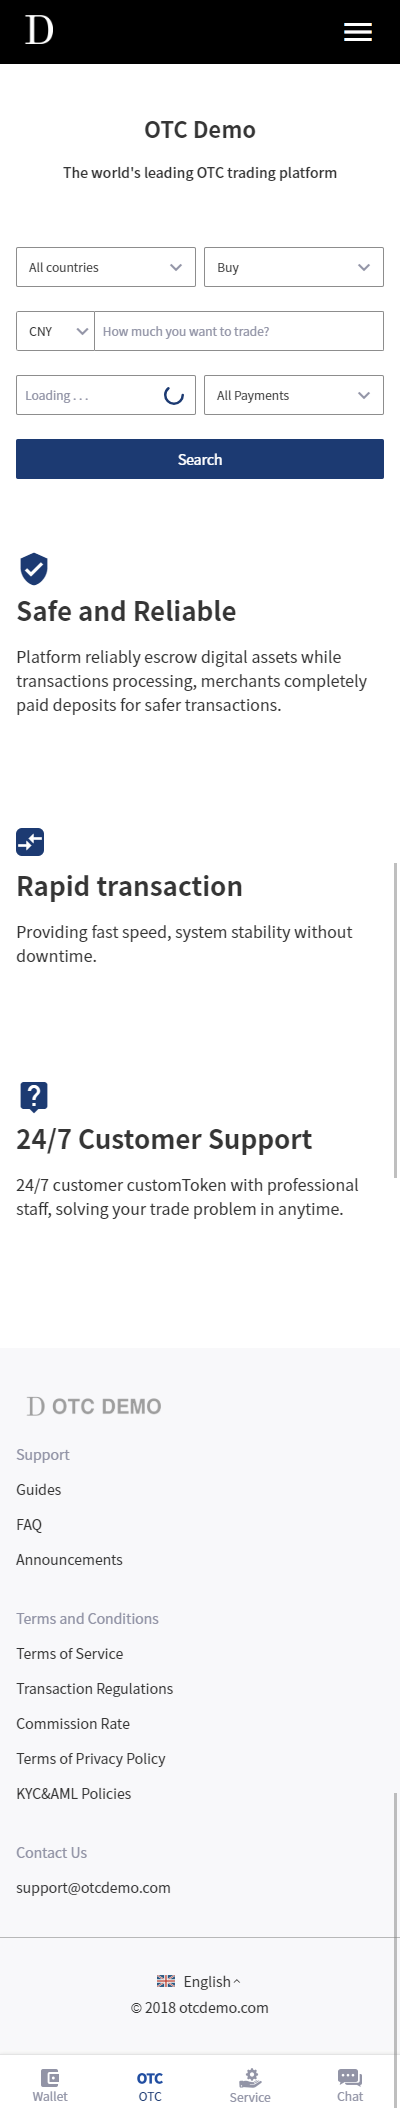 D
OTC Demo
The world's leading OTC trading platform
All countries
Buy
CNY
How much you want to trade?
Loading . . .
All Payments
Search
Safe and Reliable
Platform reliably escrow digital assets while
transactions processing, merchants completely
paid deposits for safer transactions.
Rapid transaction
Providing fast speed, system stability without
downtime.
24/7 Customer Support
24/7 customer customToken with professional
staff, solving your trade problem in anytime.
D OTC DEMO
Support
Guides
FAQ
Announcements
Terms and Conditions
Terms of Service
Transaction Regulations
Commission Rate
Terms of Privacy Policy
KYC&AML Policies
Contact Us
support@otcdemo.com
English
© 2018 otcdemo.com
OTC
Wallet
OTC
Service
Chat